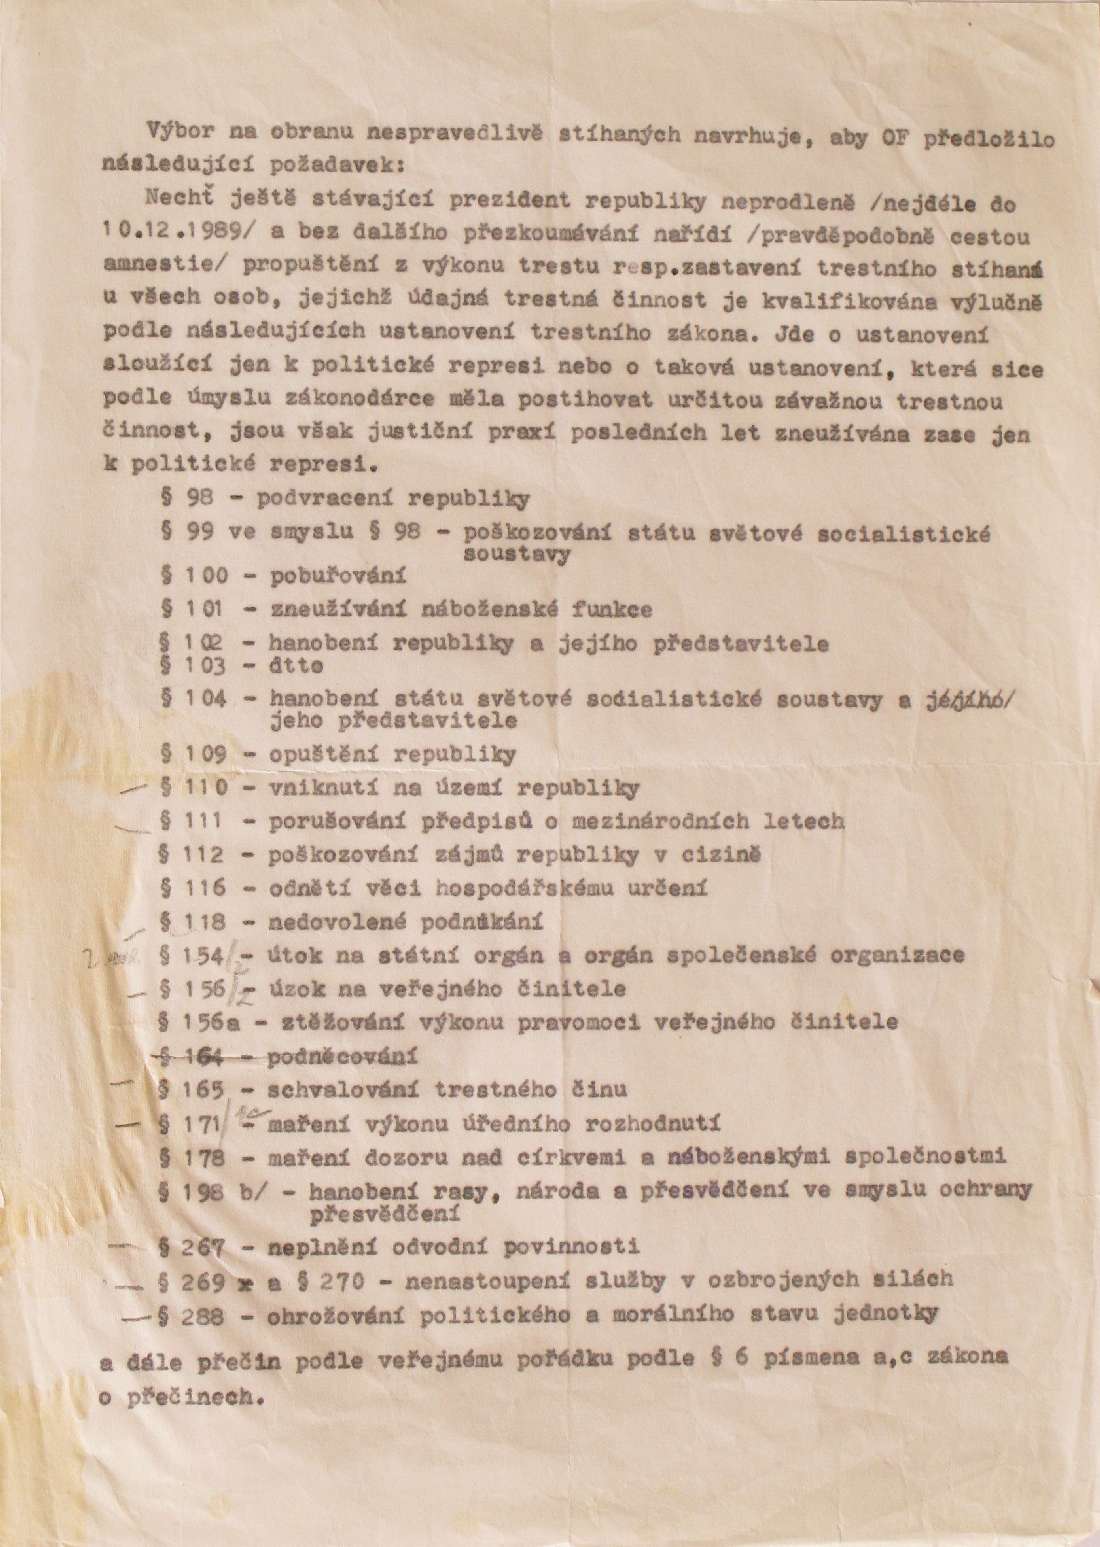 Výbor na obranu nespravedlivě stíhaných navrhuje, aby OF předložilo
následující požadavek:
Nechť ještě stávající prezident republiky neprodleně /nejdéle do
10.12.1989/ a bez dalšího přezkoumávání nařídí /pravděpodobně cestou
amnestie/ propuštění z výkonu trestu resp.zastavení trestního stíhaná
u všech osob, jejichž údajná trestná činnost je kvalifikována výlučně
podle následujících ustanovení trestního zákona. Jde o ustanovení
sloužící jen k politické represi nebo o taková ustanovení, která sice
podle úmyslu zákonodárce měla postihovat určitou závažnou trestnou
činnost, jsou však justiční praxí posledních let zneužívána zase jen
k politické represi.
§ 98 - podvracení republiky
§ 99 ve smyslu § 98 - poškozování státu světové socialistické
soustavy
§ 100 - pobuřování
§ 101 - zneužívání náboženské funkce
§ 102 - hanobení republiky a jejího představitele
§ 103 - dtto
§ 104 - hanobení státu světové sodialistické soustavy a jejího/
jeho představitele
§ 109 - opuštění republiky
— § 110 - vniknutí na území republiky
— § 111 - porušování předpisů o mezinárodních letech
§ 112 - poškozování zájmů republiky v cizině
§ 116 - odnětí věci hospodářskému určení
— § 118 - nedovolené podnikání
§ 154/2 - útok na státní orgán a orgán společenské organizace
— § 156/2 - úzok na veřejného činitele
§ 156a - ztěžování výkonu pravomoci veřejného činitele
§ 164 - podněcování
— § 165 - schvalování trestného činu
— § 171/1c - maření výkonu úředního rozhodnutí
§ 178 - maření dozoru nad církvemi a náboženskými společnostmi
§ 198 b/ - hanobení rasy, národa a přesvědčení ve smyslu ochrany
přesvědčení
— § 267 - neplnění odvodní povinnosti
— § 269 x a § 270 - nenastoupení služby v ozbrojených silách
— § 288 - ohrožování politického a morálního stavu jednotky
a dále přečin podle veřejnému pořádku podle § 6 písmena a,c zákona
o přečinech.